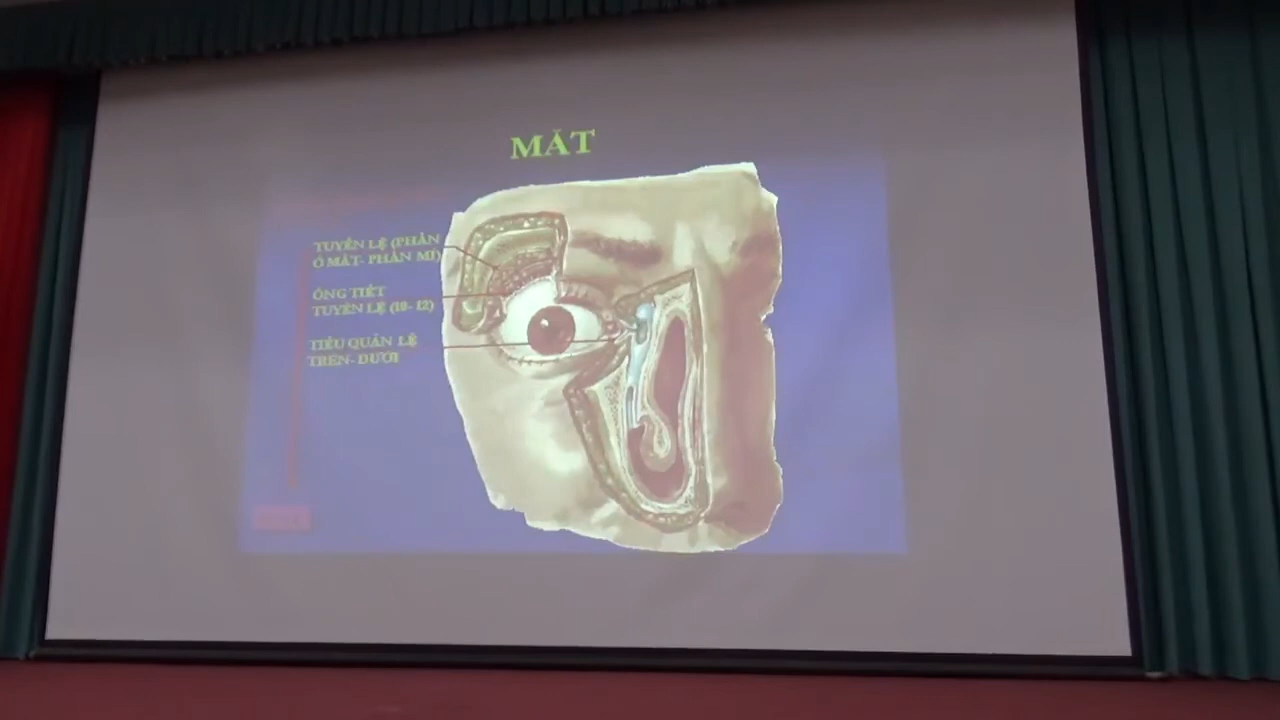 MẮT
TUYẾN LỆ (PHẦN
Ổ MẮT- PHẦN MI)
ỐNG TIẾT
TUYẾN LỆ (10- 12)
TIỂU QUẢN LỆ
TRÊN- DƯỚI